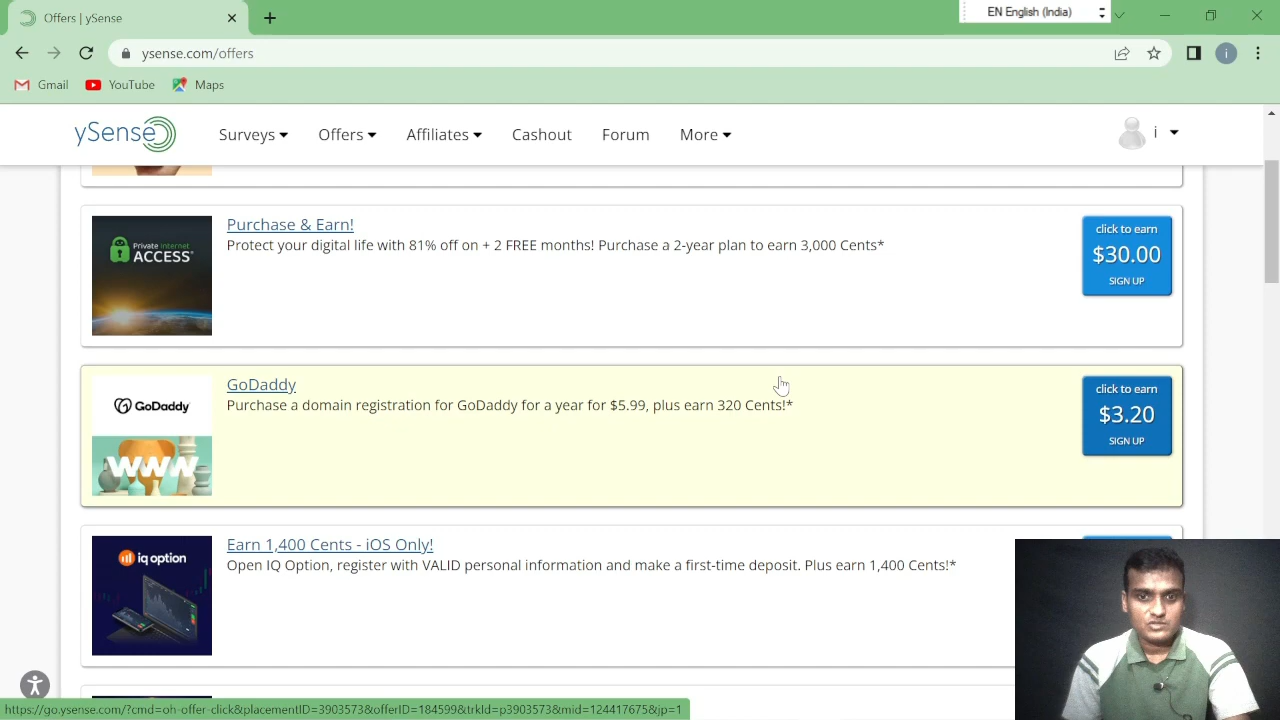 Offers | ySense
EN English (India)
ysense.com/offers
i
Gmail
YouTube
Maps
ySense
Surveys
Offers
Affiliates
Cashout
Forum
More
i
Private Internet
ACCESS®
Purchase & Earn!
Protect your digital life with 81% off on + 2 FREE months! Purchase a 2-year plan to earn 3,000 Cents*
click to earn
$30.00
SIGN UP
GoDaddy
www
GoDaddy
Purchase a domain registration for GoDaddy for a year for $5.99, plus earn 320 Cents!*
click to earn
$3.20
SIGN UP
iq option
Earn 1,400 Cents - iOS Only!
Open IQ Option, register with VALID personal information and make a first-time deposit. Plus earn 1,400 Cents!*
https://go.ysense.com/?cmd=oh-offer-click&placementID=3903573&offerID=184599&trkId=p3903573&mid=124417675&jp=1